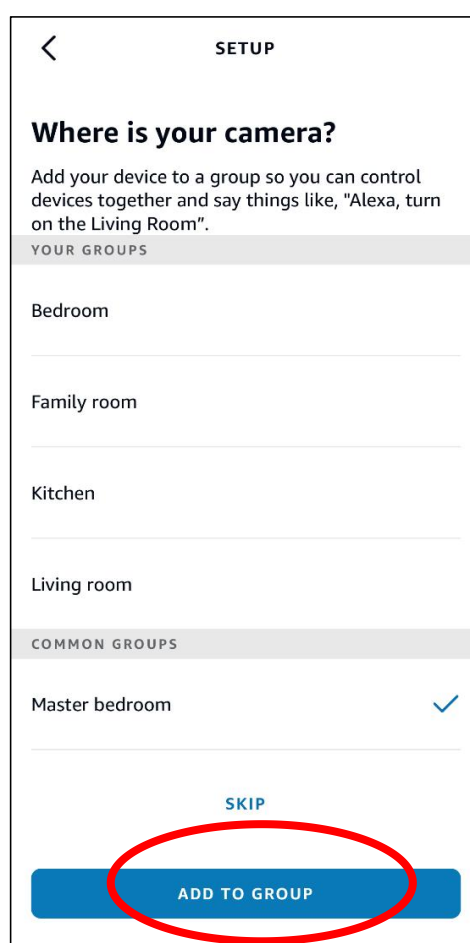 SETUP
Where is your camera?
Add your device to a group so you can control
devices together and say things like, "Alexa, turn
on the Living Room”.
YOUR GROUPS
Bedroom
Family room
Kitchen
Living room
COMMON GROUPS
Master bedroom
SKIP
ADD TO GROUP